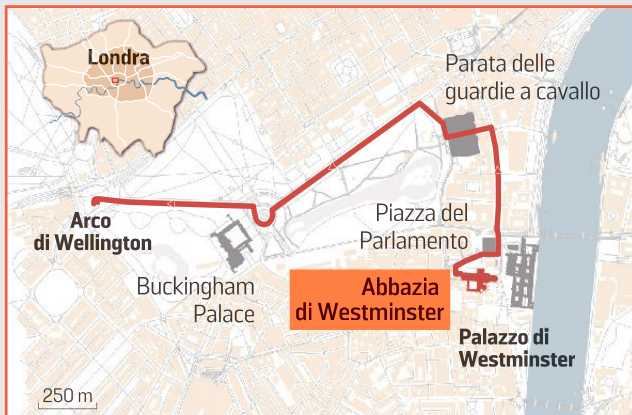 Londra
Parata delle
guardie a cavallo
Arco
di Wellington
Piazza del
Parlamento
Buckingham
Palace
Abbazia
di Westminster
Palazzo di
Westminster
250 m